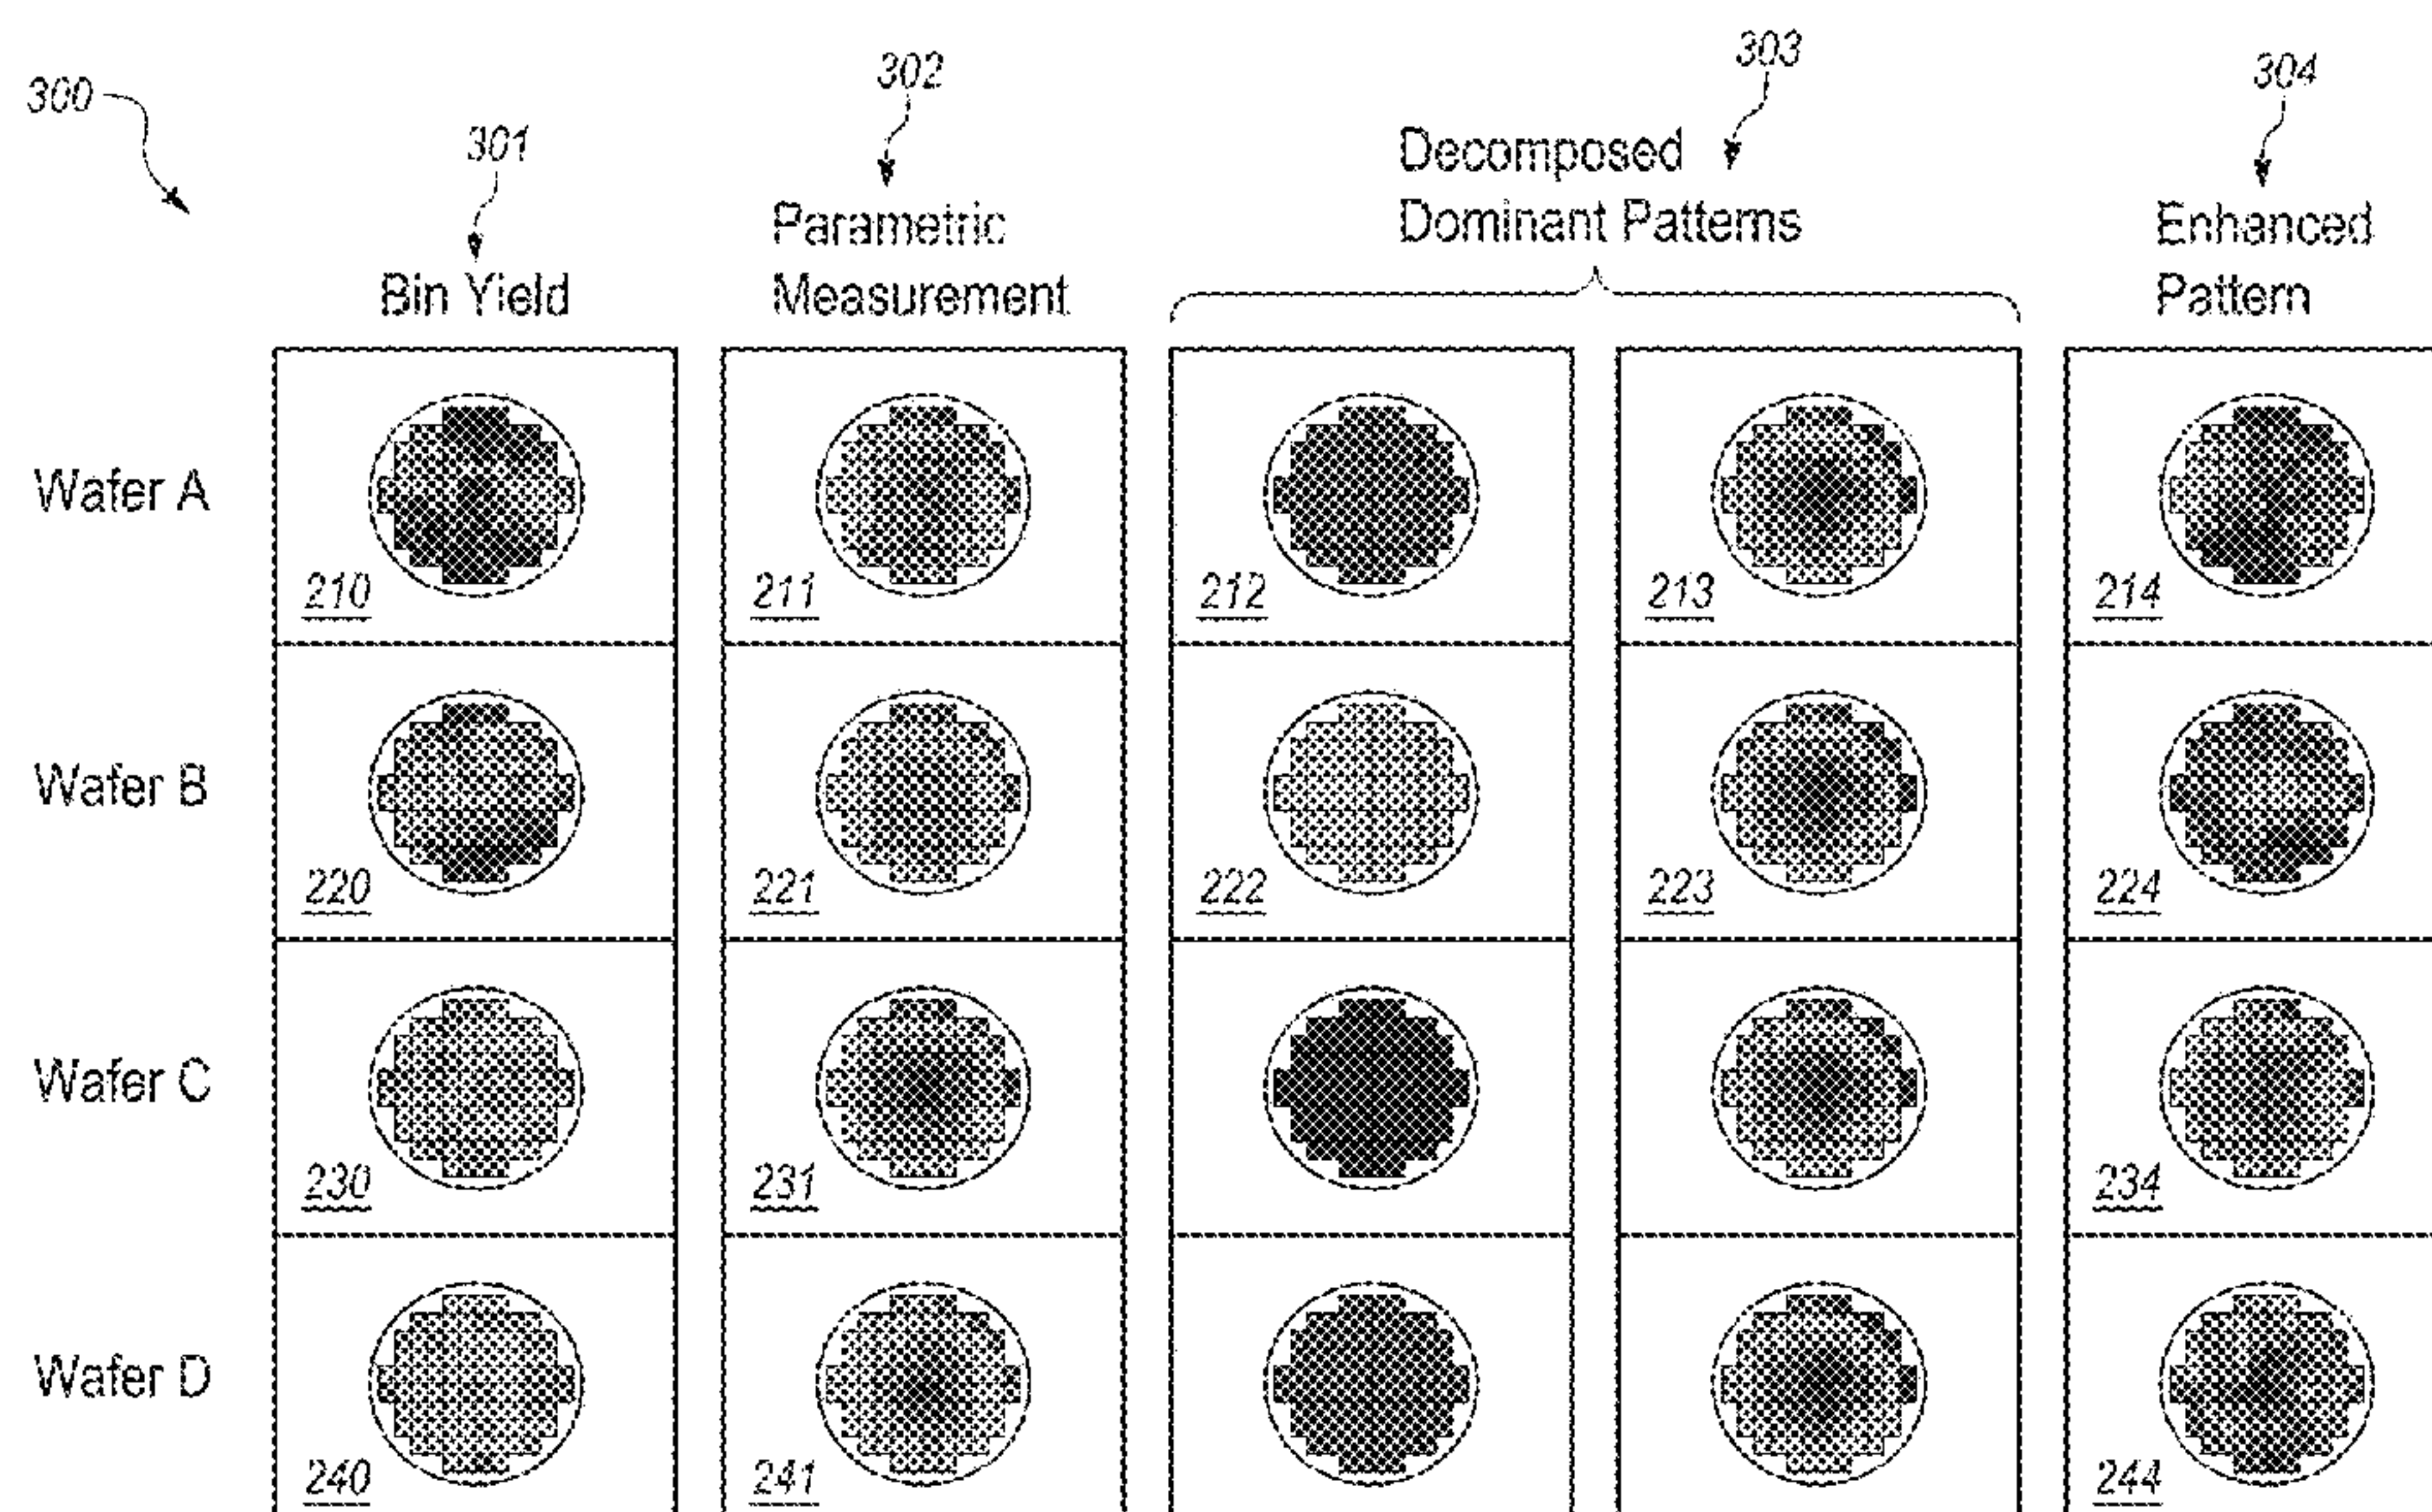 300
301
302
303
304
Bin Yield
Parametric
Measurement
Decomposed
Dominant Patterns
Enhanced
Pattern
Wafer A
210
211
212
213
214
Wafer B
220
221
222
223
224
Wafer C
230
231
234
Wafer D
240
241
244